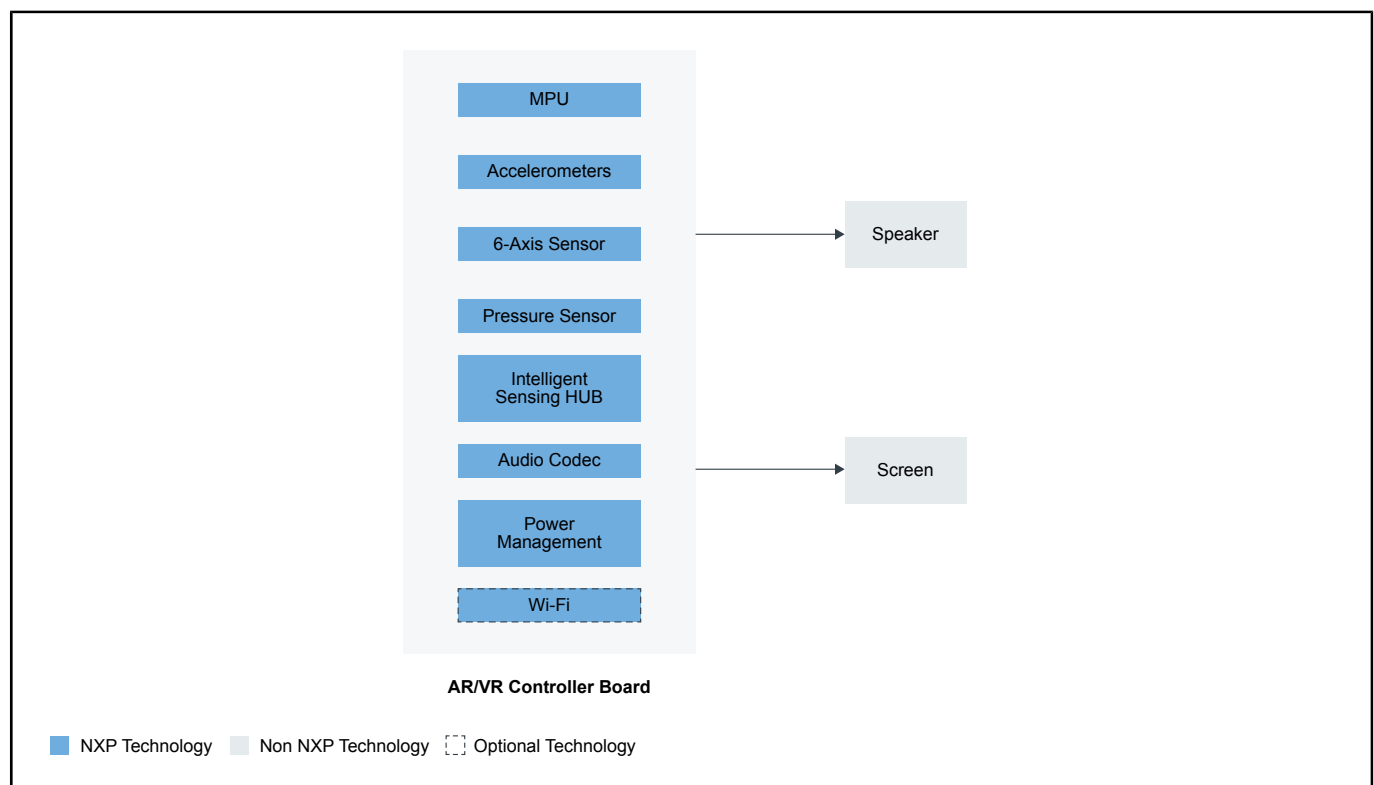 MPU
Accelerometers
6-Axis Sensor
Speaker
Pressure Sensor
Intelligent
Sensing HUB
Audio Codec
Screen
Power
Management
Wi-Fi
AR/VR Controller Board
NXP Technology
Non NXP Technology
Optional Technology